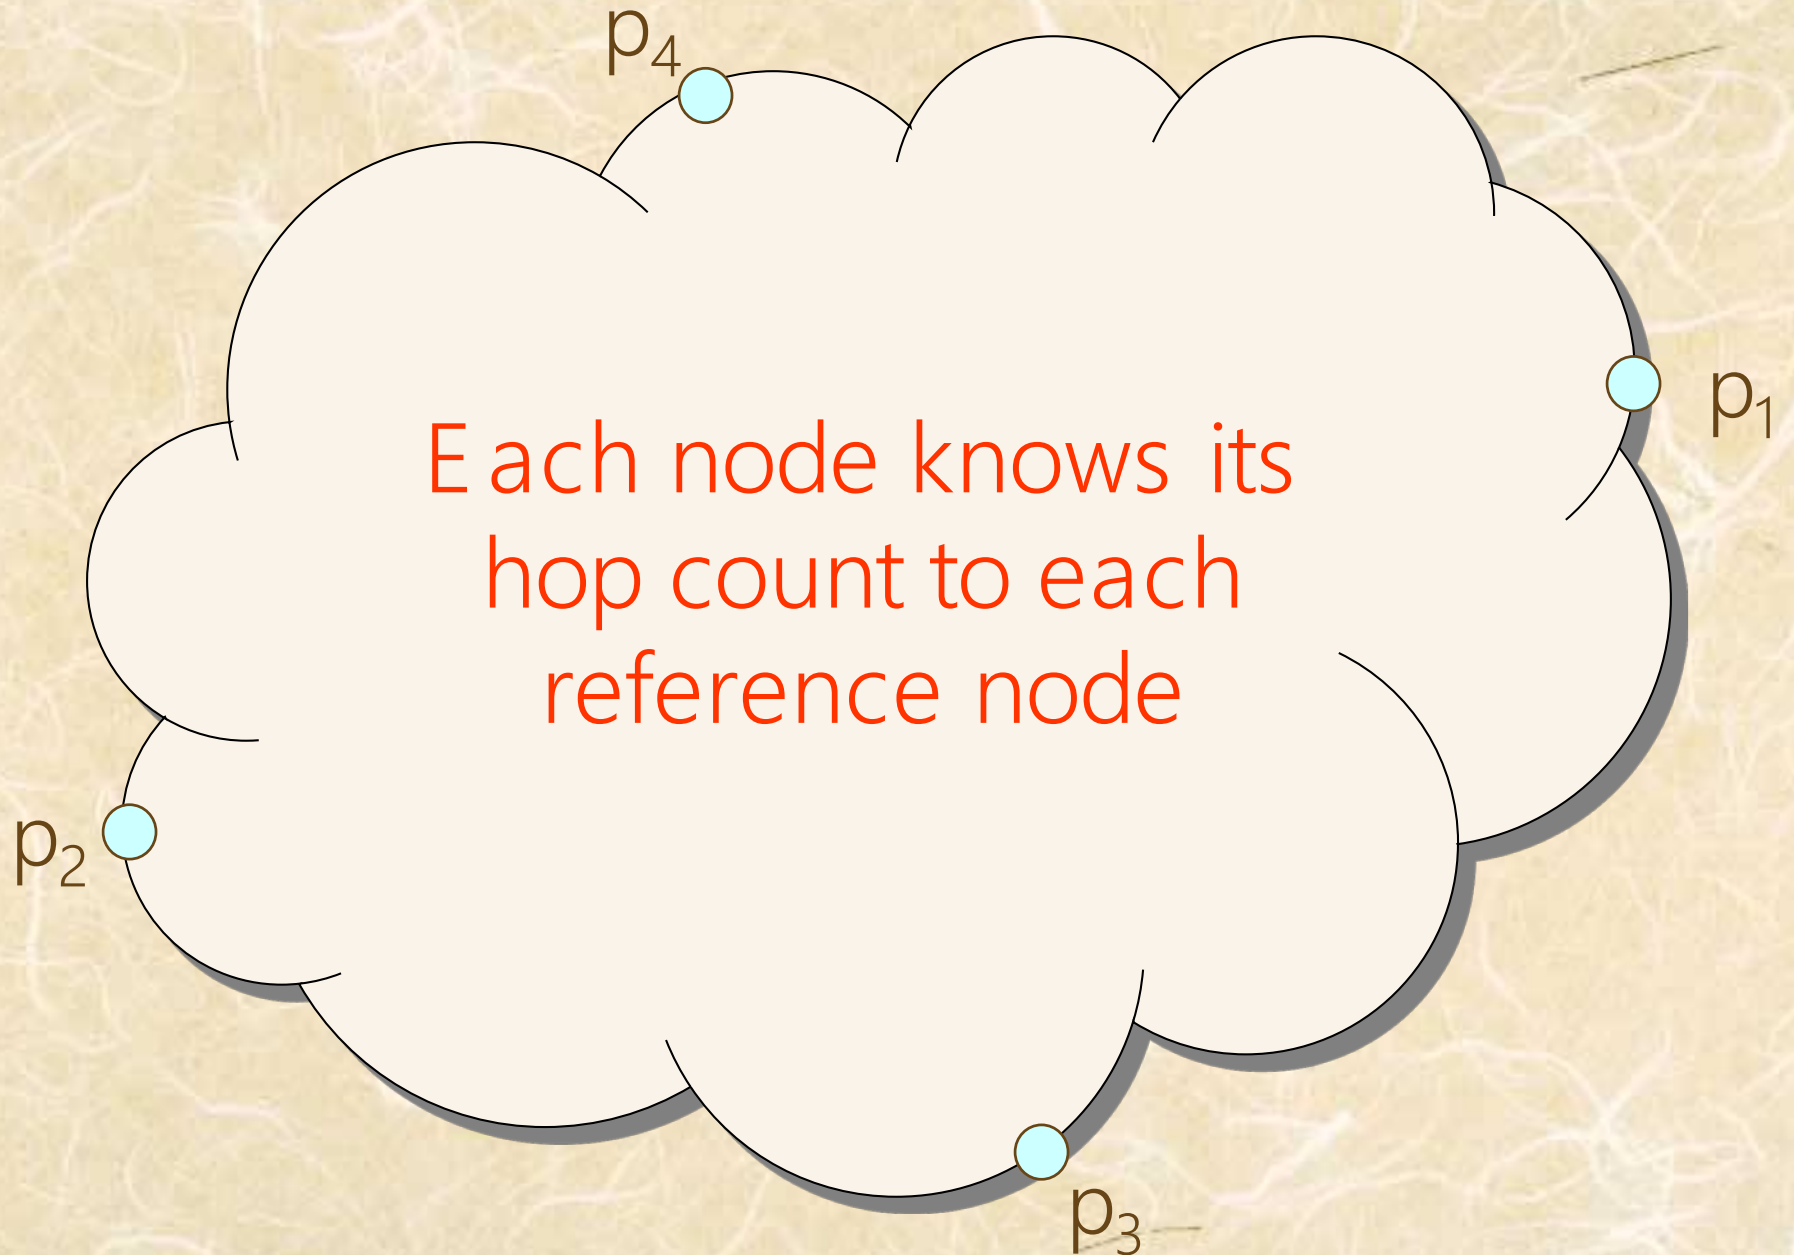 p4
p1
Each node knows its
hop count to each
reference node
p2
p3